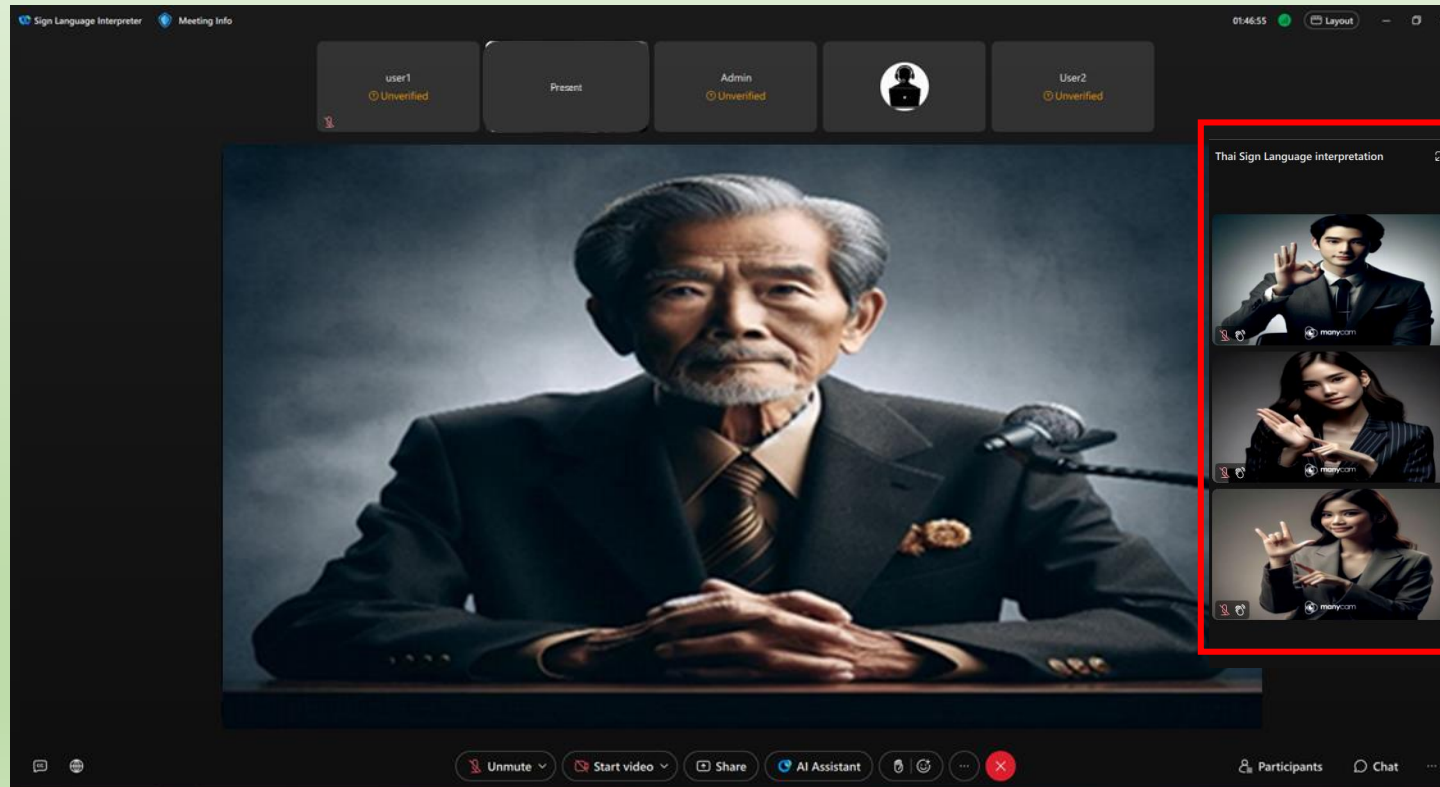 Sign Language Interpreter Meeting Info
01:46:55 Layout
user1
Unverified
Present
Admin
Unverified
User2
Unverified
Thai Sign Language interpretation
manycam
manycam
manycam
CC
Unmute
Start video
Share
AI Assistant
Participants
Chat